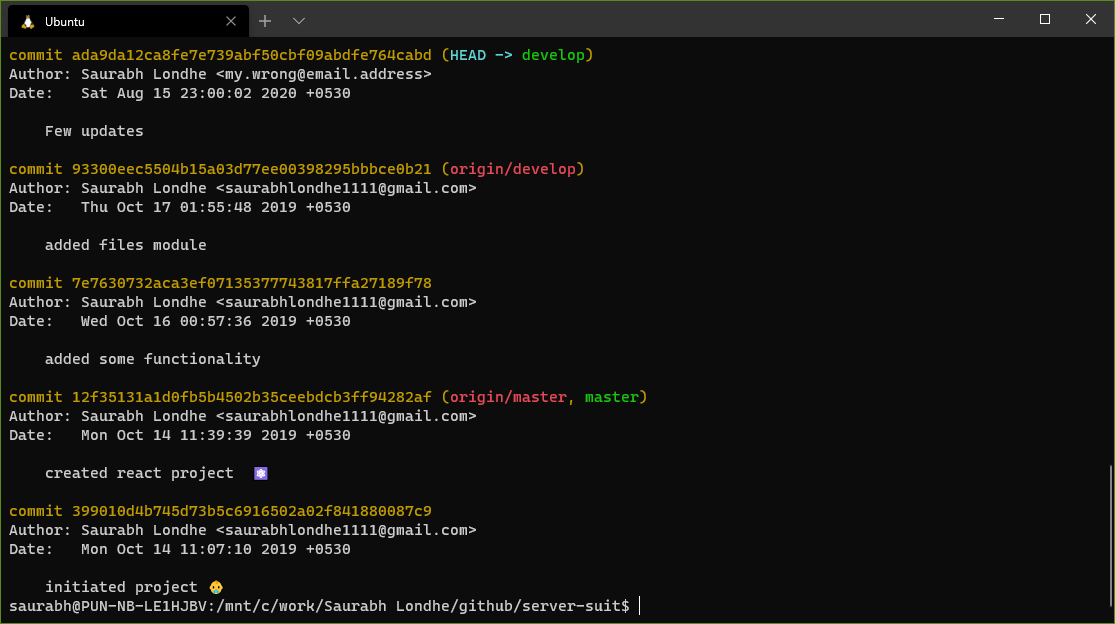 Ubuntu
commit ada9da12ca8fe7e739abf50cbf09abdfe764cabd (HEAD -> develop)
Author: Saurabh Londhe <my.wrong@email.address>
Date:   Sat Aug 15 23:00:02 2020 +0530
Few updates
commit 93300eec5504b15a03d77ee00398295bbbce0b21 (origin/develop)
Author: Saurabh Londhe <saurabhlondhe1111@gmail.com>
Date:   Thu Oct 17 01:55:48 2019 +0530
added files module
commit 7e7630732aca3ef07135377743817ffa27189f78
Author: Saurabh Londhe <saurabhlondhe1111@gmail.com>
Date:   Wed Oct 16 00:57:36 2019 +0530
added some functionality
commit 12f35131a1d0fb5b4502b35ceebdcb3ff94282af (origin/master, master)
Author: Saurabh Londhe <saurabhlondhe1111@gmail.com>
Date:   Mon Oct 14 11:39:39 2019 +0530
created react project ⚛
commit 399010d4b745d73b5c6916502a02f841880087c9
Author: Saurabh Londhe <saurabhlondhe1111@gmail.com>
Date:   Mon Oct 14 11:07:10 2019 +0530
initiated project 👶
saurabh@PUN-NB-LE1HJBV:/mnt/c/work/Saurabh Londhe/github/server-suit$